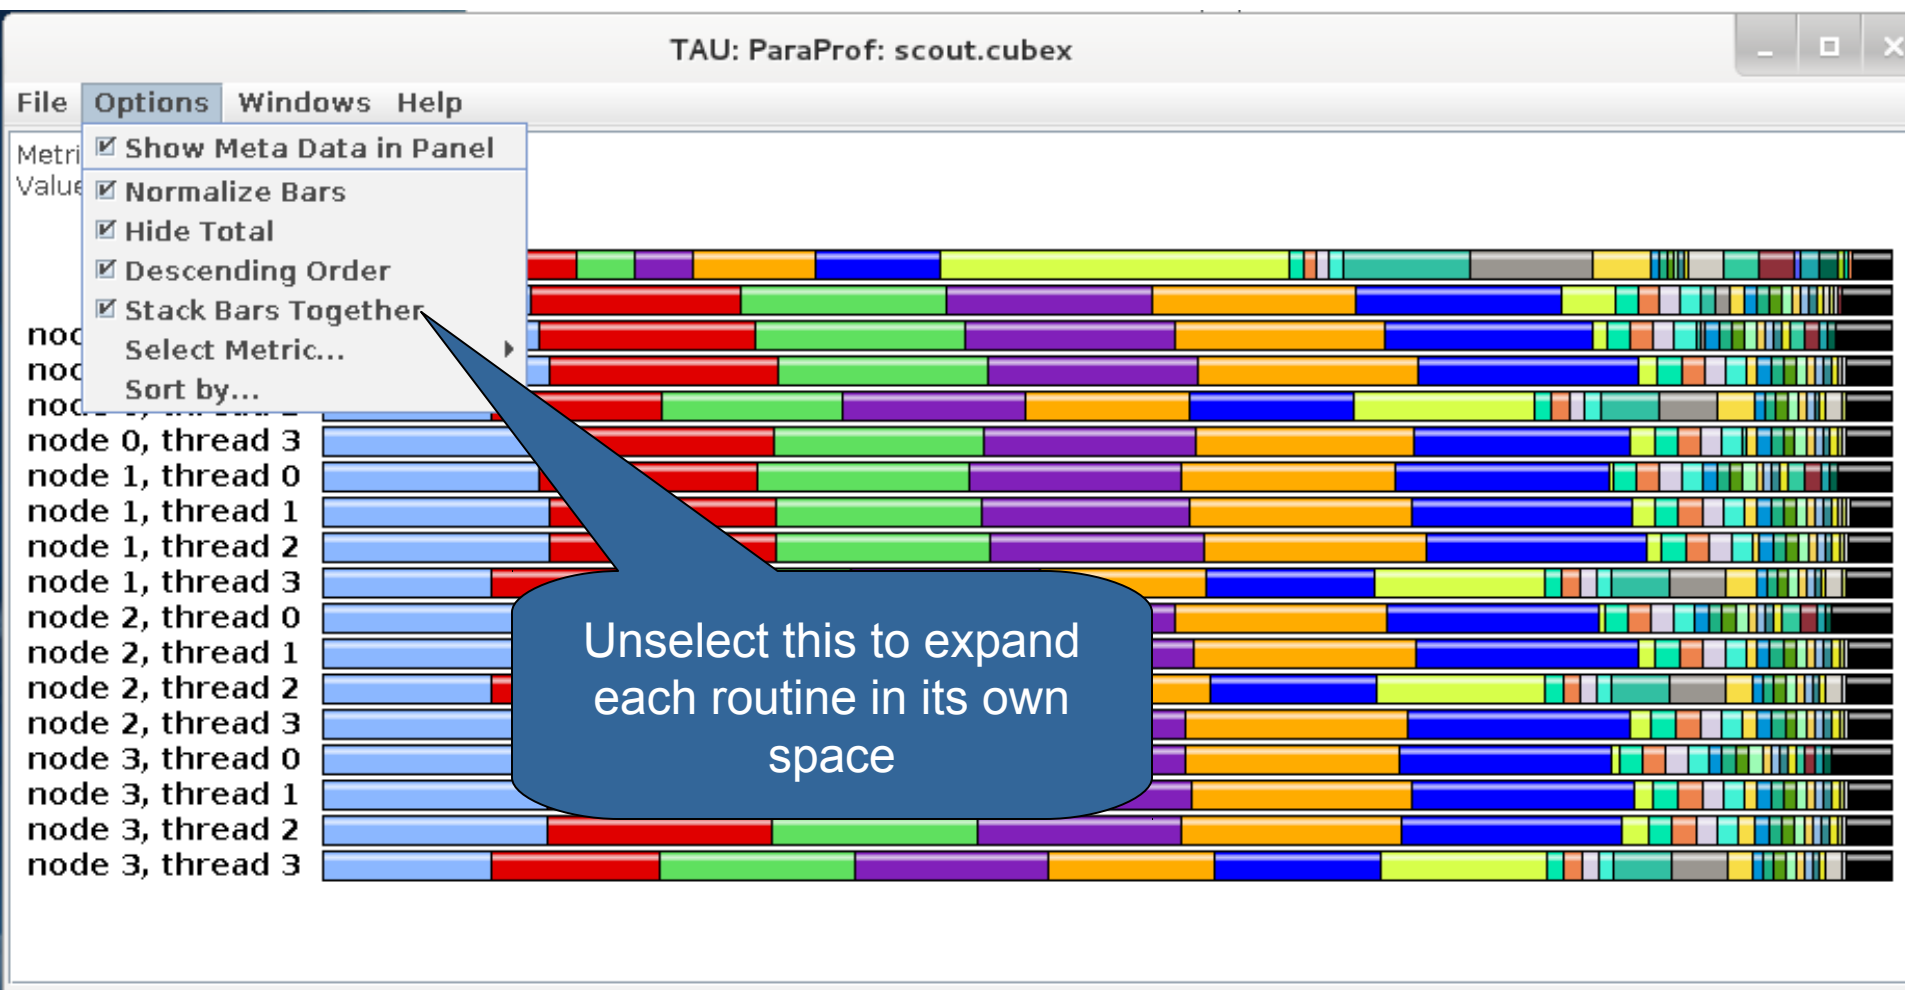 TAU: ParaProf: scout.cubex
File Options Windows Help
Show Meta Data in Panel
Normalize Bars
Hide Total
Descending Order
Stack Bars Together
Select Metric...
Sort by...
node 0, thread 3
node 1, thread 0
node 1, thread 1
node 1, thread 2
node 1, thread 3
node 2, thread 0
node 2, thread 1
node 2, thread 2
node 2, thread 3
node 3, thread 0
node 3, thread 1
node 3, thread 2
node 3, thread 3
Unselect this to expand
each routine in its own
space